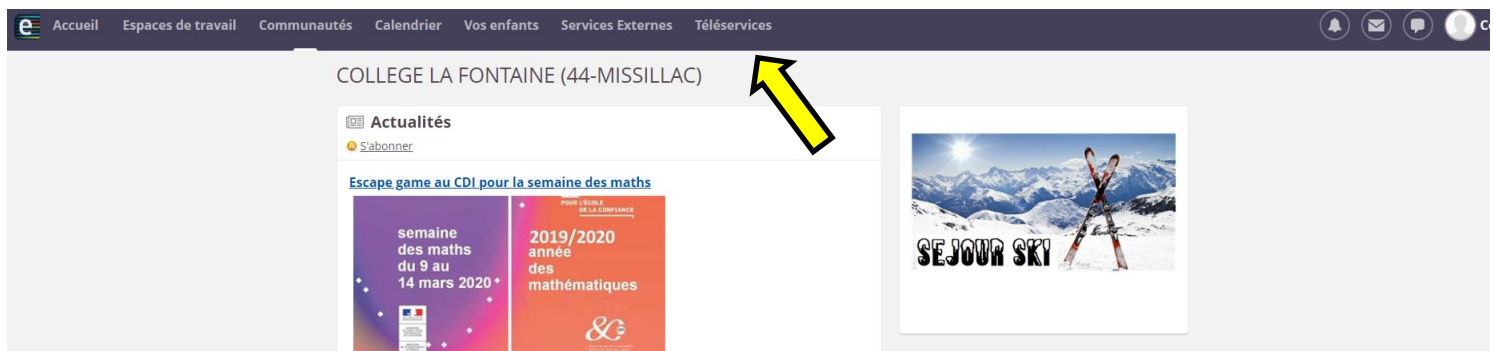 e Accueil Espaces de travail Communautés Calendrier Vos enfants Services Externes Téléservices
COLLEGE LA FONTAINE (44-MISSILLAC)
Actualités
S'abonner
Escape game au CDI pour la semaine des maths
semaine
des maths
du 9 au
14 mars 2020
POUR L'ÉCOLE
DE LA CONFIANCE
2019/2020
année
des
mathématiques
SEJOUR SKI